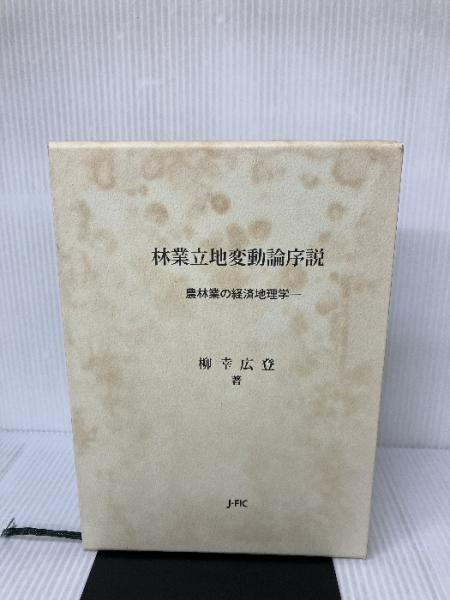 林業立地変動論序説
農林業の経済地理学―
柳幸広登
著
J-FIC